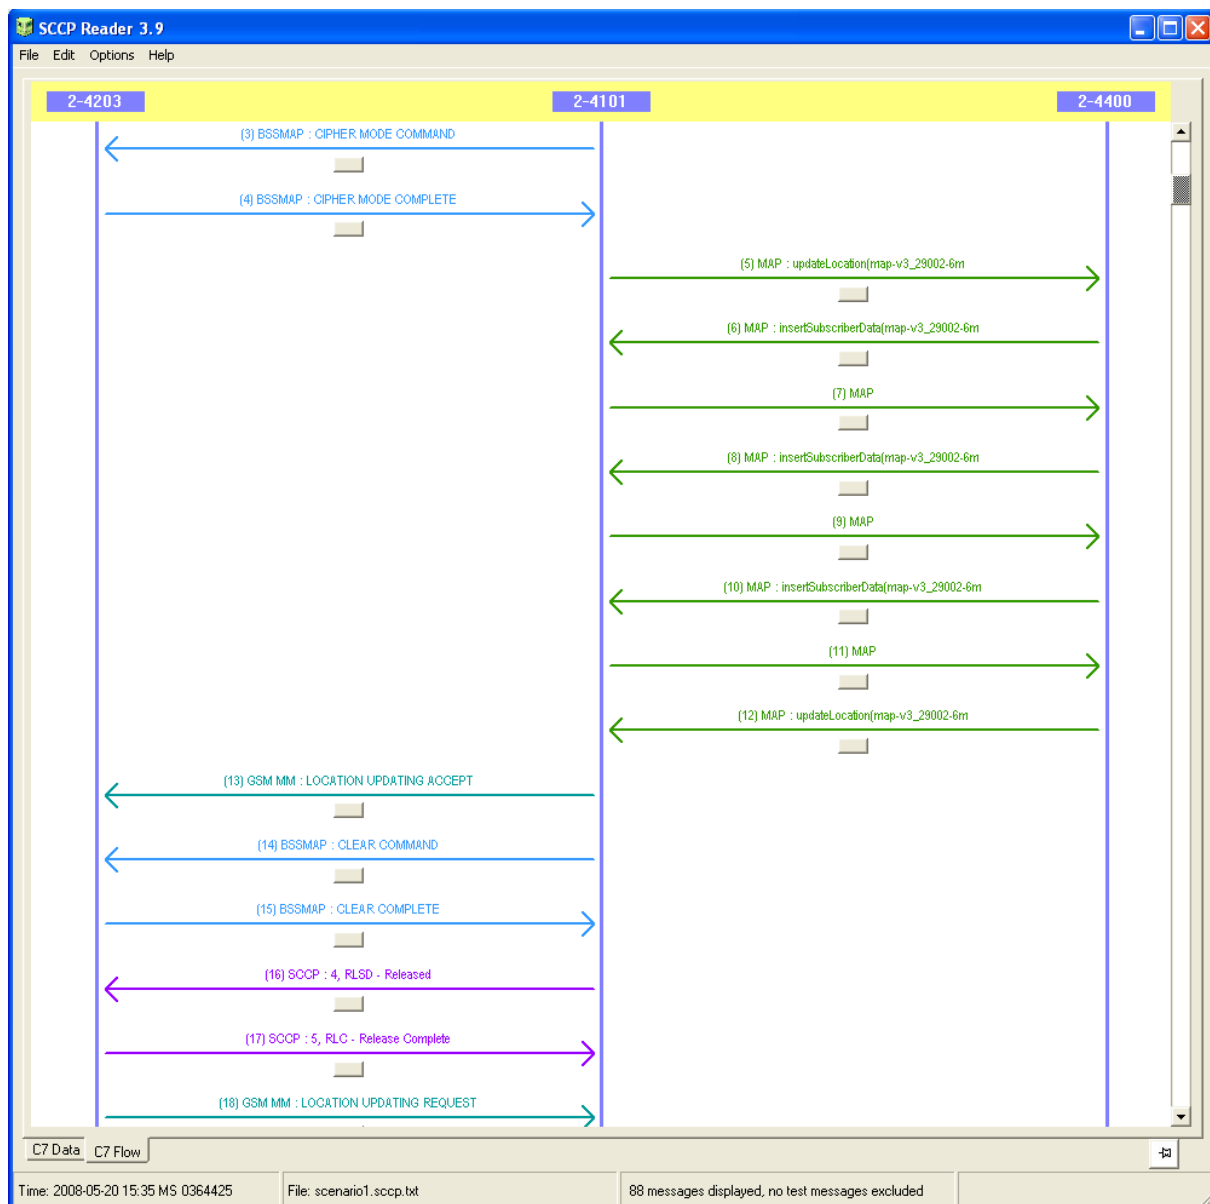 SCCP Reader 3.9
File Edit Options Help
2-4203 2-4101 2-4400
(3) BSSMAP : CIPHER MODE COMMAND
(4) BSSMAP : CIPHER MODE COMPLETE
(5) MAP : updateLocation(map-v3_29002-6m
(6) MAP : insertSubscriberData(map-v3_29002-6m
(7) MAP
(8) MAP : insertSubscriberData(map-v3_29002-6m
(9) MAP
(10) MAP : insertSubscriberData(map-v3_29002-6m
(11) MAP
(12) MAP : updateLocation(map-v3_29002-6m
(13) GSM MM : LOCATION UPDATING ACCEPT
(14) BSSMAP : CLEAR COMMAND
(15) BSSMAP : CLEAR COMPLETE
(16) SCCP : 4, RLSD - Released
(17) SCCP : 5, RLC - Release Complete
(18) GSM MM : LOCATION UPDATING REQUEST
C7 Data C7 Flow
Time: 2008-05-20 15:35 MS 0364425 File: scenario1.sccp.txt 88 messages displayed, no test messages excluded